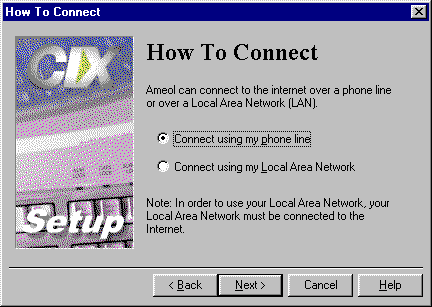 How To Connect
CIX
How To Connect
Ameol can connect to the internet over a phone line
or over a Local Area Network (LAN).
Connect using my phone line
Connect using my Local Area Network
Note: In order to use your Local Area Network, your
Local Area Network must be connected to the
Internet.
Setup
< Back
Next >
Cancel
Help